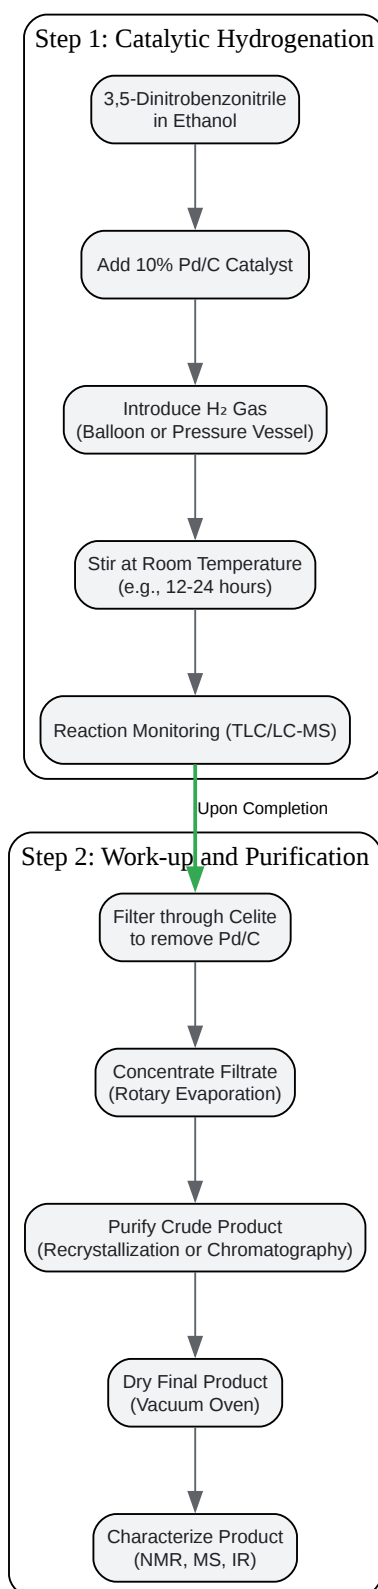 Step 1: Catalytic Hydrogenation
3,5-Dinitrobenzonitrile
in Ethanol
Add 10% Pd/C Catalyst
Introduce H₂ Gas
(Balloon or Pressure Vessel)
Stir at Room Temperature
(e.g., 12-24 hours)
Reaction Monitoring (TLC/LC-MS)
Upon Completion
Step 2: Work-up and Purification
Filter through Celite
to remove Pd/C
Concentrate Filtrate
(Rotary Evaporation)
Purify Crude Product
(Recrystallization or Chromatography)
Dry Final Product
(Vacuum Oven)
Characterize Product
(NMR, MS, IR)